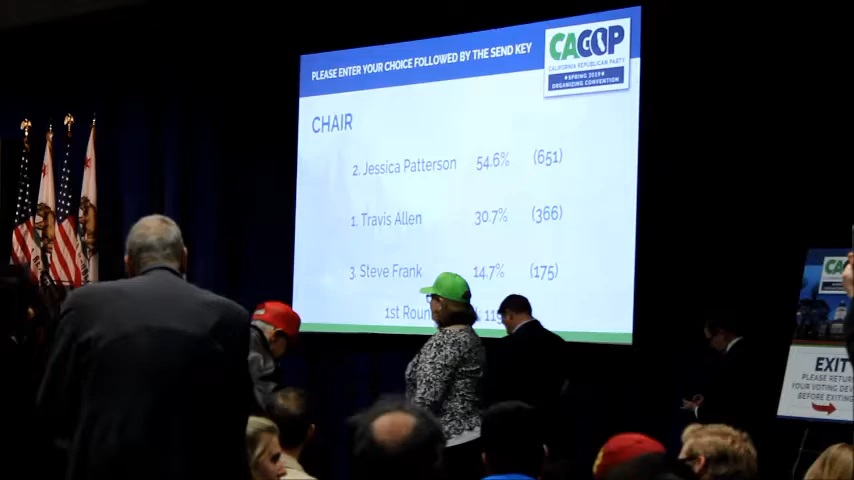 PLEASE ENTER YOUR CHOICE FOLLOWED BY THE SEND KEY
CAGOP
CALIFORNIA REPUBLICAN PARTY
SPRING 2019
ORGANIZING CONVENTION
CHAIR
2. Jessica Patterson 54.6% (651)
1. Travis Allen 30.7% (366)
3. Steve Frank 14.7% (175)
1st
CA
EXIT
PLEASE RETURN
YOUR VOTING
BEFORE EXITING